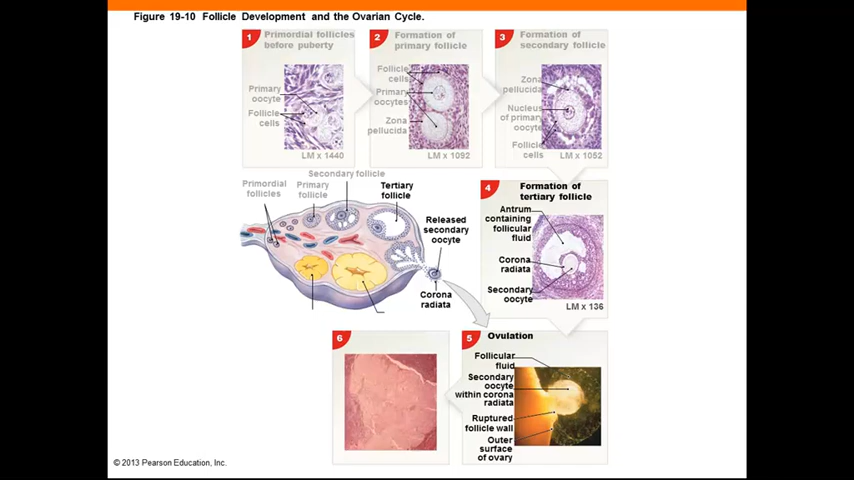 Figure 19-10 Follicle Development and the Ovarian Cycle.
1
Primordial follicles
before puberty
Primary
oocyte
Follicle
cells
LM x 1440
2
Formation of
primary follicle
Follicle
cells
Primary
oocytes
Zona
pellucida
LM x 1092
3
Formation of
secondary follicle
Zona
pellucida
Nucleus
of primary
oocyte
Follicle
cells
LM x 1052
Primordial
follicles
Primary
follicle
Secondary follicle
Tertiary
follicle
Released
secondary
oocyte
Corona
radiata
4
Formation of
tertiary follicle
Antrum
containing
follicular
fluid
Corona
radiata
Secondary
oocyte
LM x 136
5
Ovulation
Follicular
fluid
Secondary
oocyte
within corona
radiata
Ruptured
follicle wall
Outer
surface
of ovary
6
© 2013 Pearson Education, Inc.